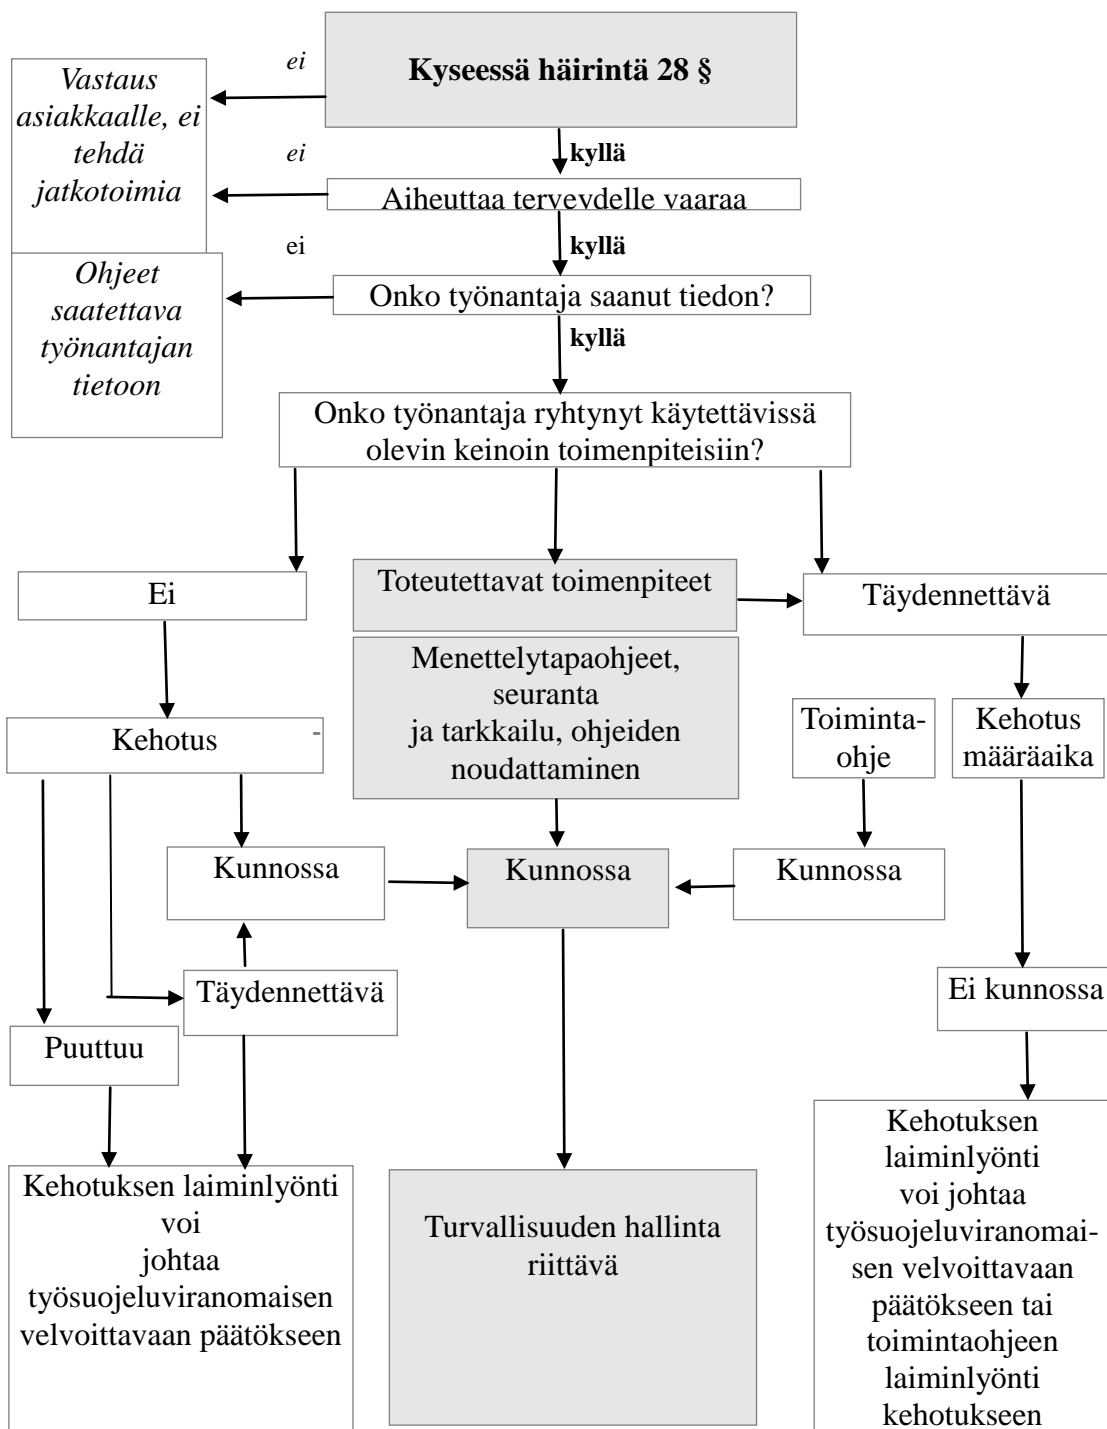 Kyseessä häirintä 28 §
ei
Vastaus
asiakkaalle, ei
tehdä
jatkotoimia
ei
kyllä
Aiheuttaa terveydelle vaaraa
ei
kyllä
Ohjeet
saatettava
työnantajan
tietoon
Onko työnantaja saanut tiedon?
kyllä
Onko työnantaja ryhtynyt käytettävissä
olevin keinoin toimenpiteisiin?
Ei
Toteutettavat toimenpiteet
Täydennettävä
Menettelytapaohjeet,
seuranta
ja tarkkailu, ohjeiden
noudattaminen
Kehotus
-
Toiminta-
ohje
Kehotus
määräaika
Kunnossa
Kunnossa
Kunnossa
Täydennettävä
Ei kunnossa
Puuttuu
Kehotuksen laiminlyönti
voi
johtaa
työsuojeluviranomaisen
velvoittavaan päätökseen
Turvallisuuden hallinta
riittävä
Kehotuksen
laiminlyönti
voi johtaa
työsuojeluviranomai-
sen velvoittavaan
päätökseen tai
toimintaohjeen
laiminlyönti
kehotukseen